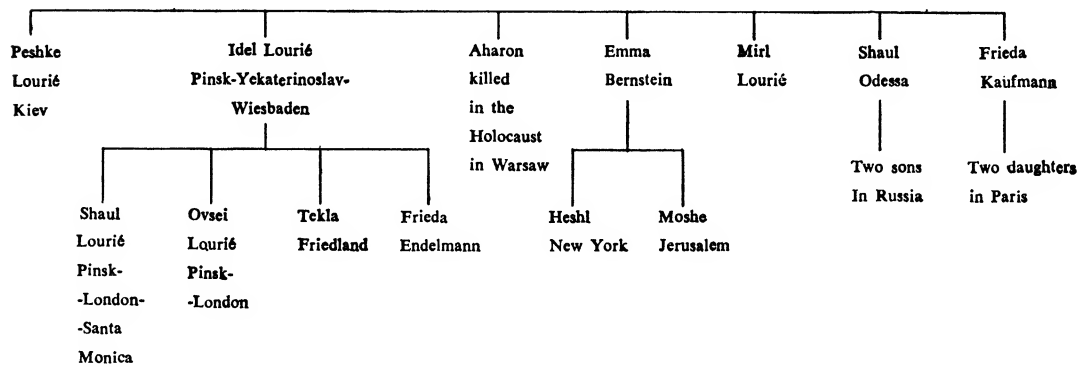 Peshke
Lourié
Kiev
Idel Lourié
Pinsk-Yekaterinoslav-
Wiesbaden
Aharon
killed
in the
Holocaust
in Warsaw
Emma
Bernstein
Mirl
Lourié
Shaul
Odessa
Frieda
Kaufmann
Shaul
Lourié
Pinsk-
-London-
-Santa
Monica
Ovsei
Lourié
Pinsk-
-London
Tekla
Friedland
Frieda
Endelmann
Heshl
New York
Moshe
Jerusalem
Two sons
In Russia
Two daughters
in Paris